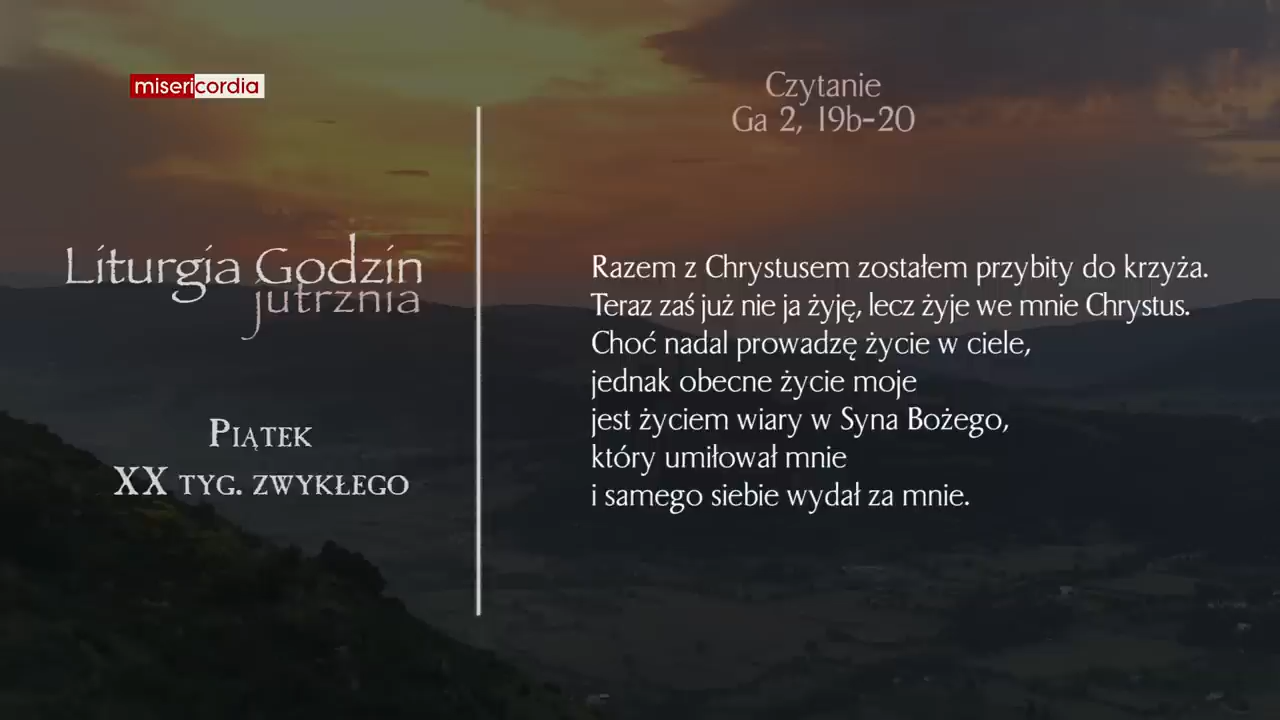 misericordia
Liturgia Godzin
jutrznia
Piątek
XX tyg. zwykłego
Czytanie
Ga 2, 19b-20
Razem z Chrystusem zostałem przybity do krzyża.
Teraz zaś już nie ja żyję, lecz żyje we mnie Chrystus.
Choć nadal prowadzę życie w ciele,
jednak obecne życie moje
jest życiem wiary w Syna Bożego,
który umiłował mnie
i samego siebie wydał za mnie.